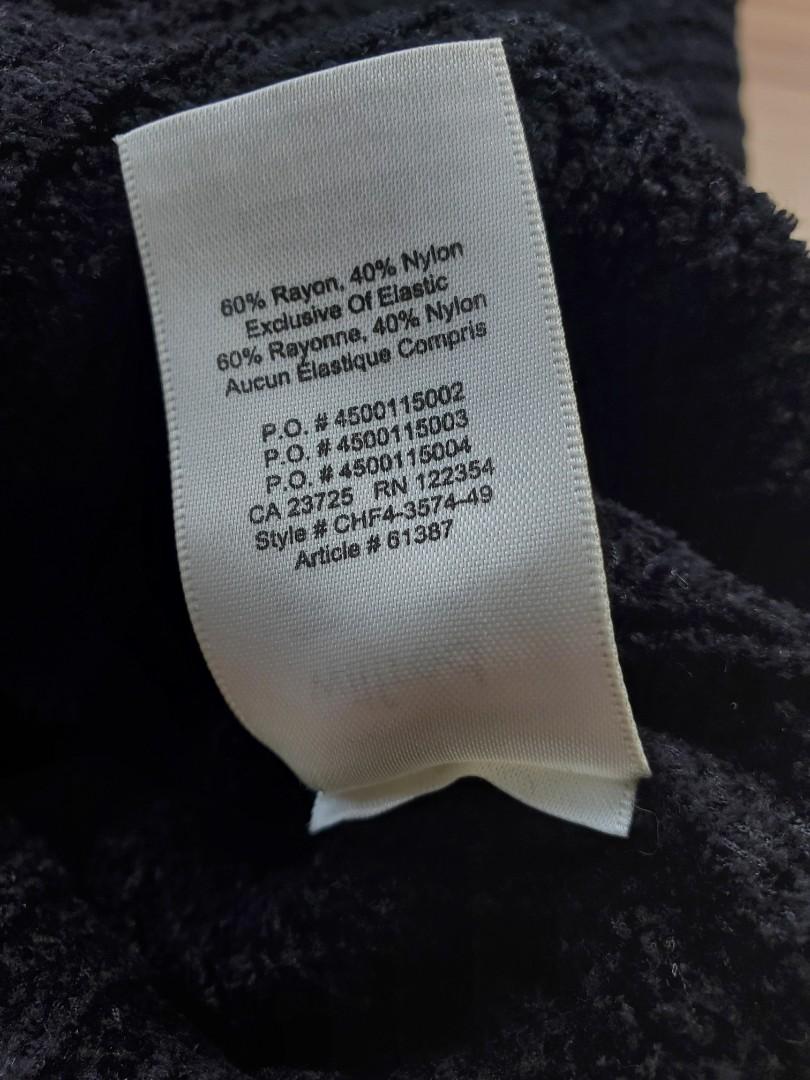 60% Rayon, 40% Nylon
Exclusive Of Elastic
60% Rayonne, 40% Nylon
Aucun Élastique Compris
P.O. # 4500115002
P.O. # 4500115003
P.O. # 4500115004
CA 23725 RN 122354
Style # CHF4-3574-49
Article # 61387